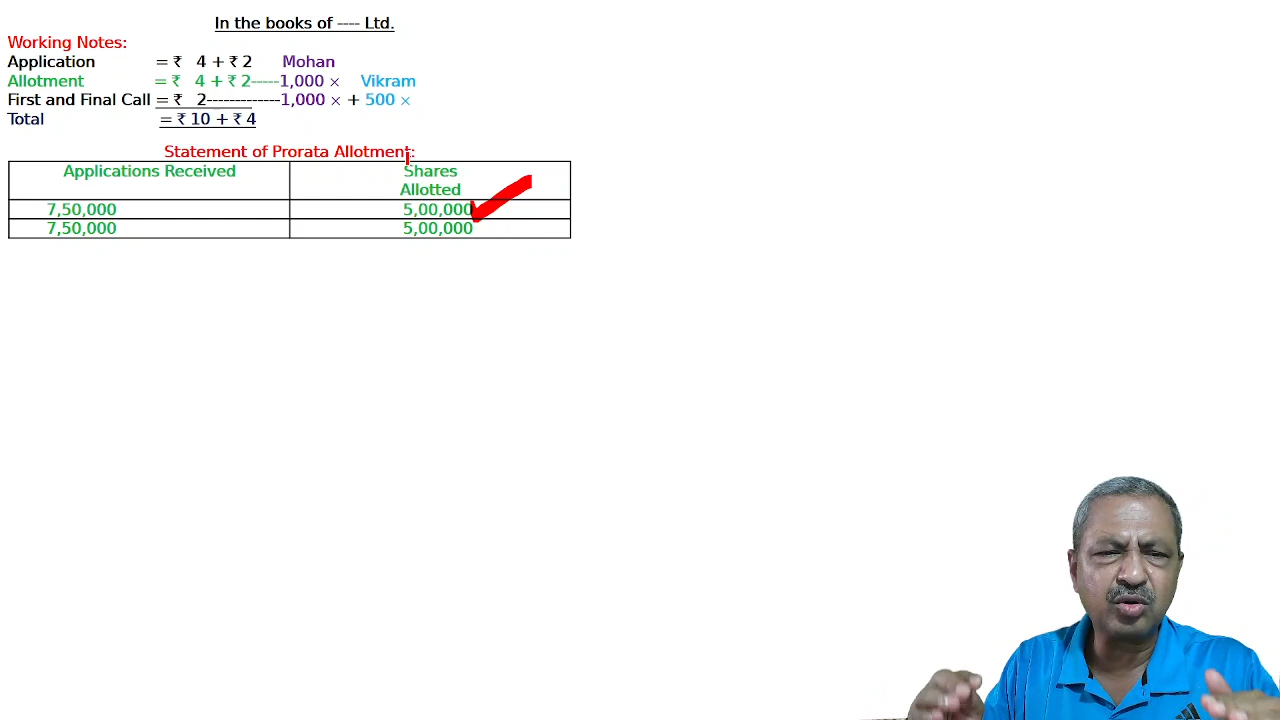 In the books of ---- Ltd.
Working Notes:
Application = ₹ 4 + ₹ 2 Mohan
Allotment = ₹ 4 + ₹ 2-----1,000 × Vikram
First and Final Call = ₹ 2-------------1,000 × + 500 ×
Total = ₹ 10 + ₹ 4
Statement of Prorata Allotment:
Applications Received Shares
Allotted
7,50,000 5,00,000
7,50,000 5,00,000